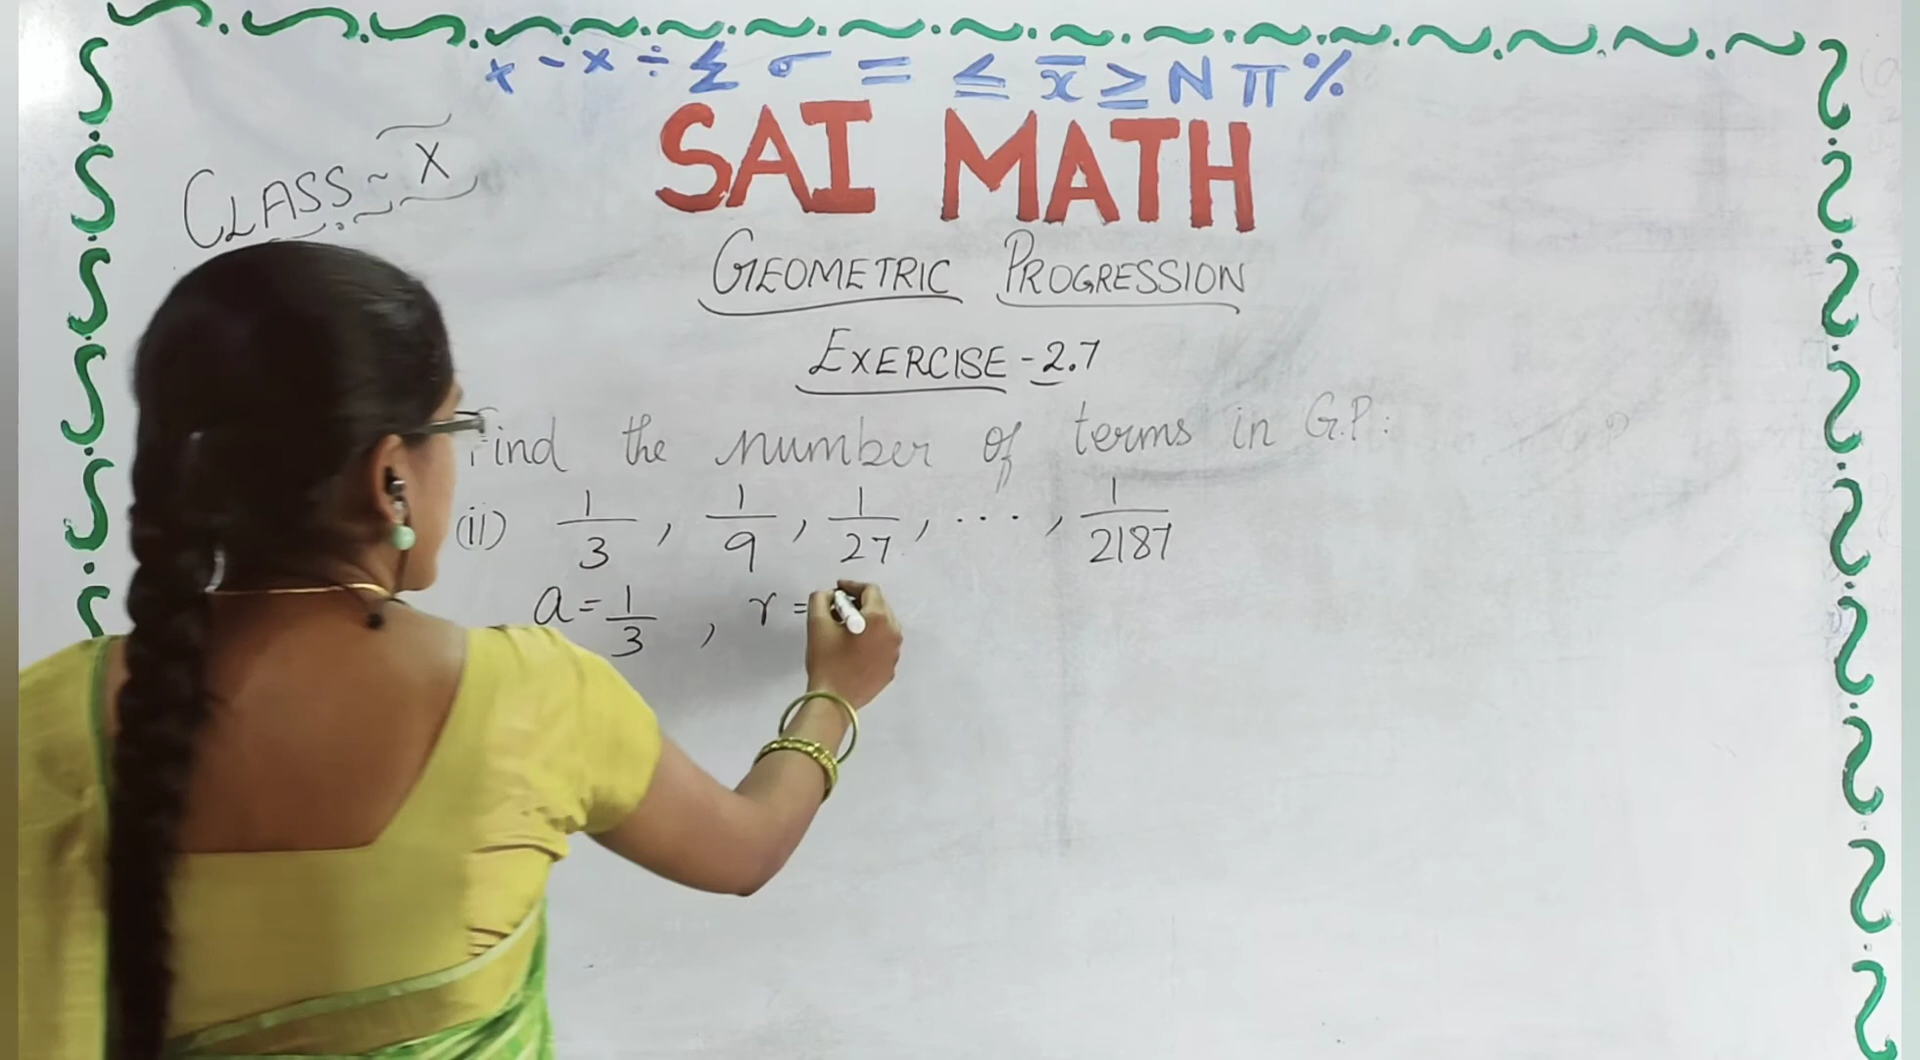 + - × ÷ Σ σ = ≤ x̅ ≥ N π %
SAI MATH
CLASS - X
GEOMETRIC PROGRESSION
EXERCISE - 2.7
Find the number of terms in G.P:
(ii) 1/3, 1/9, 1/27, ..., 1/2187
a = 1/3, r =